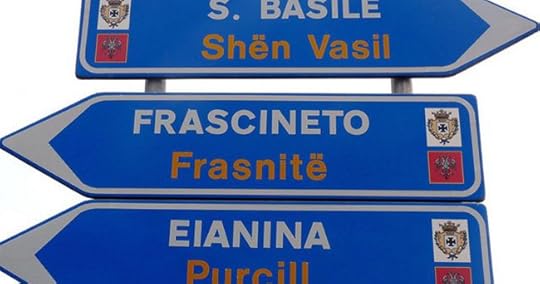 S. BASILE
Shën Vasil
FRASCINETO
Frasnitë
EIANINA
Purcill